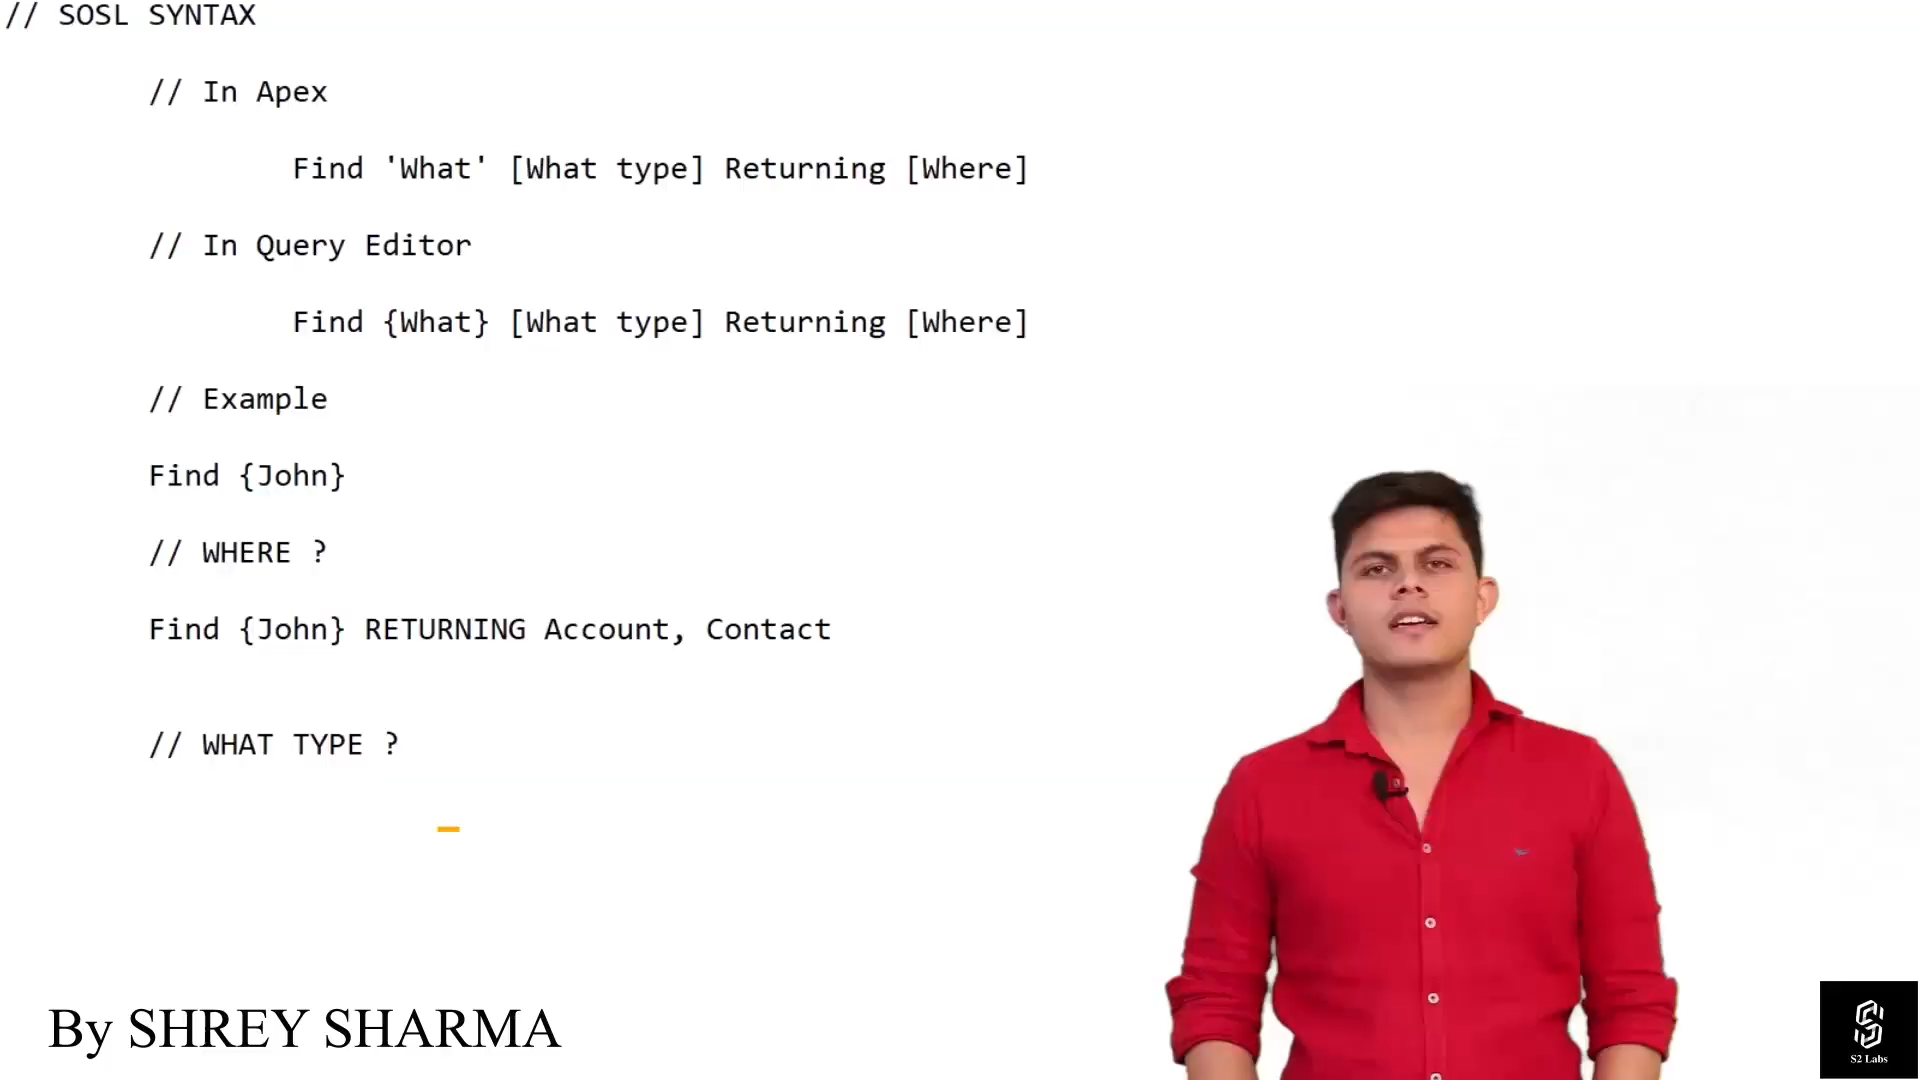 // SOSL SYNTAX
// In Apex
Find 'What' [What type] Returning [Where]
// In Query Editor
Find {What} [What type] Returning [Where]
// Example
Find {John}
// WHERE ?
Find {John} RETURNING Account, Contact
// WHAT TYPE ?
By SHREY SHARMA
S2 Labs